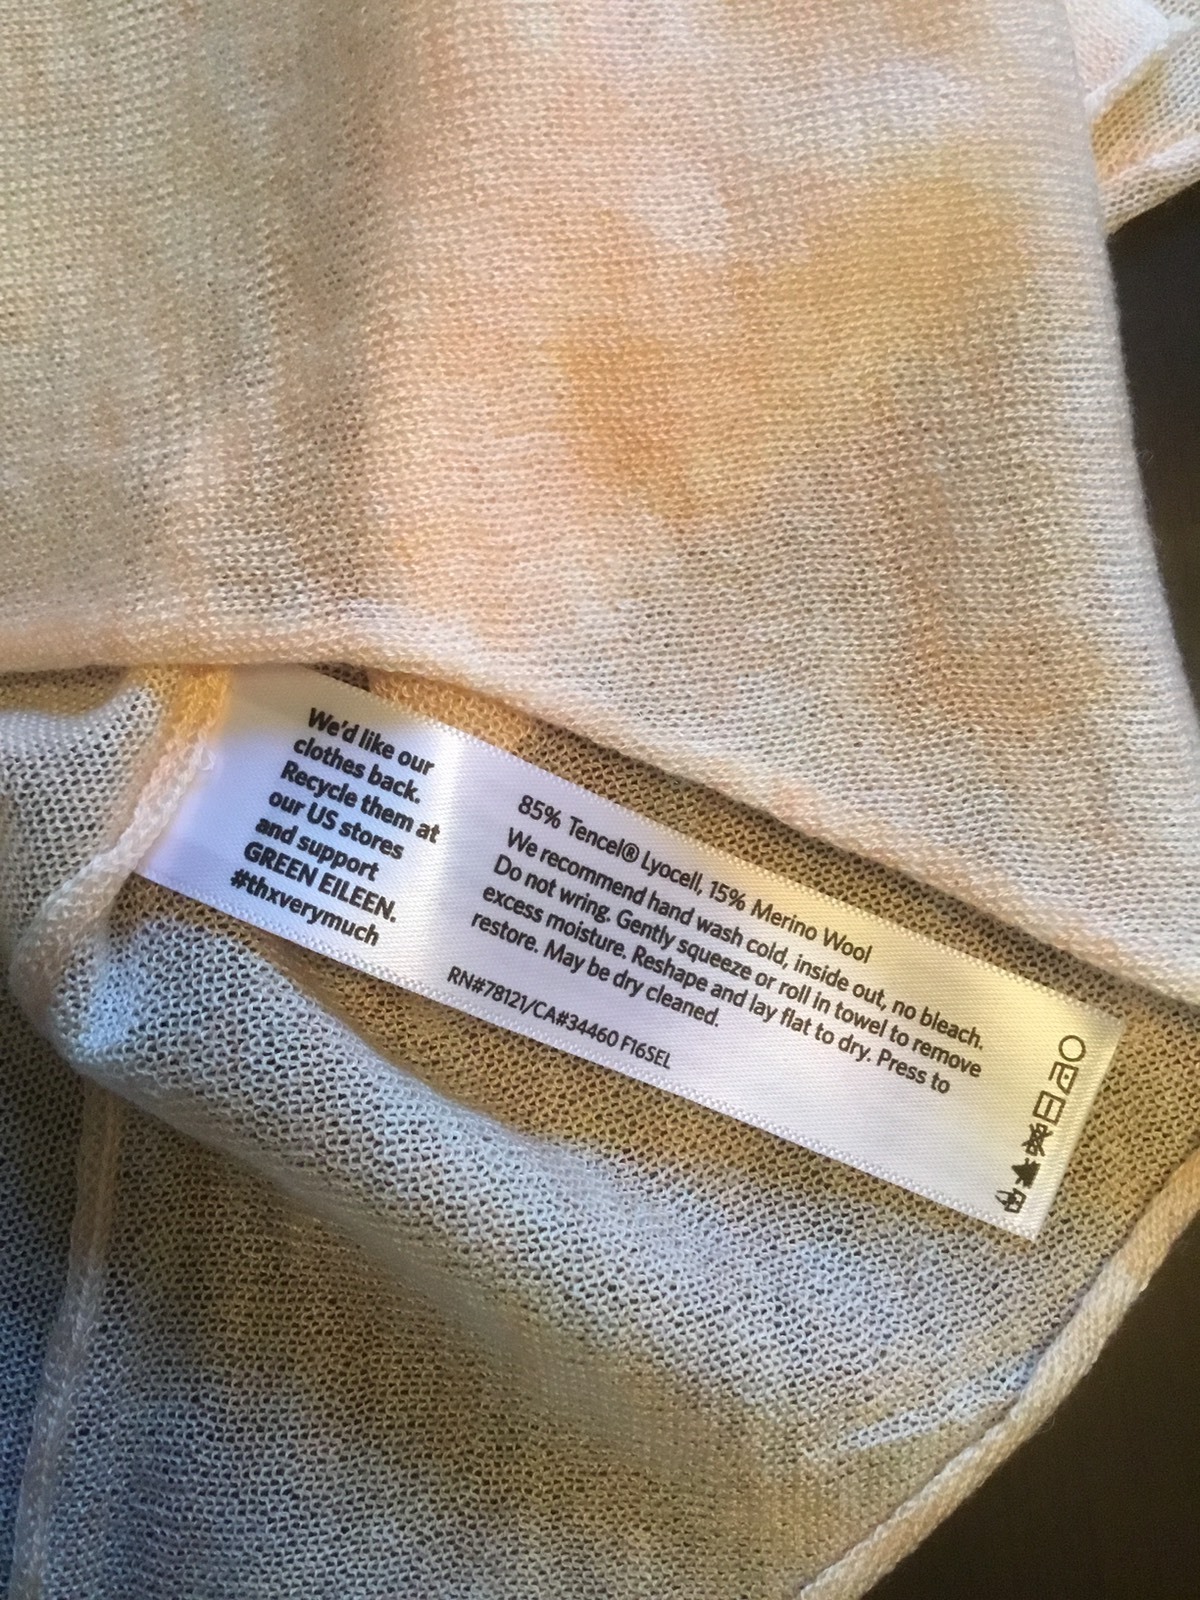 We'd like our
clothes back.
Recycle them at
our US stores
and support
GREEN EILEEN.
#thxverymuch
85% Tencel® Lyocell, 15% Merino Wool
We recommend hand wash cold, inside out, no bleach.
Do not wring. Gently squeeze or roll in towel to remove
excess moisture. Reshape and lay flat to dry. Press to
restore. May be dry cleaned.
RN#78121/CA#34460 F16SEL